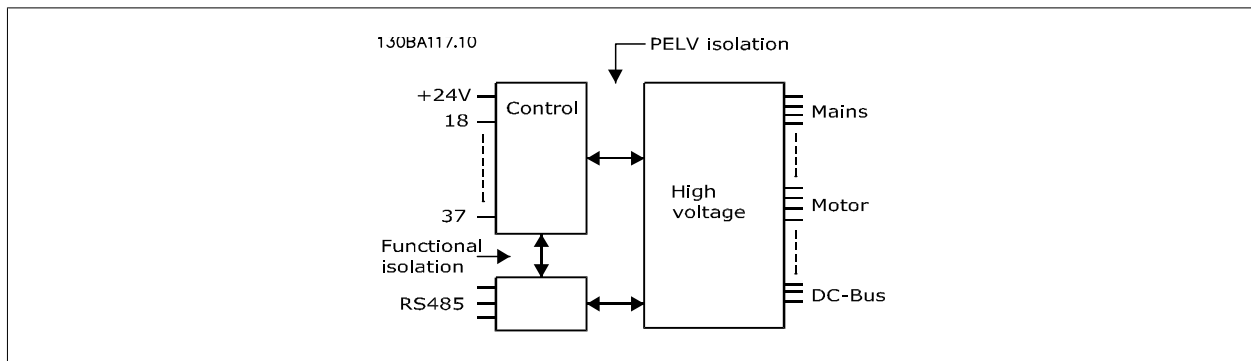 130BA117.10
PELV isolation
+24V
Control
18
Mains
37
High
voltage
Motor
Functional
isolation
RS485
DC-Bus